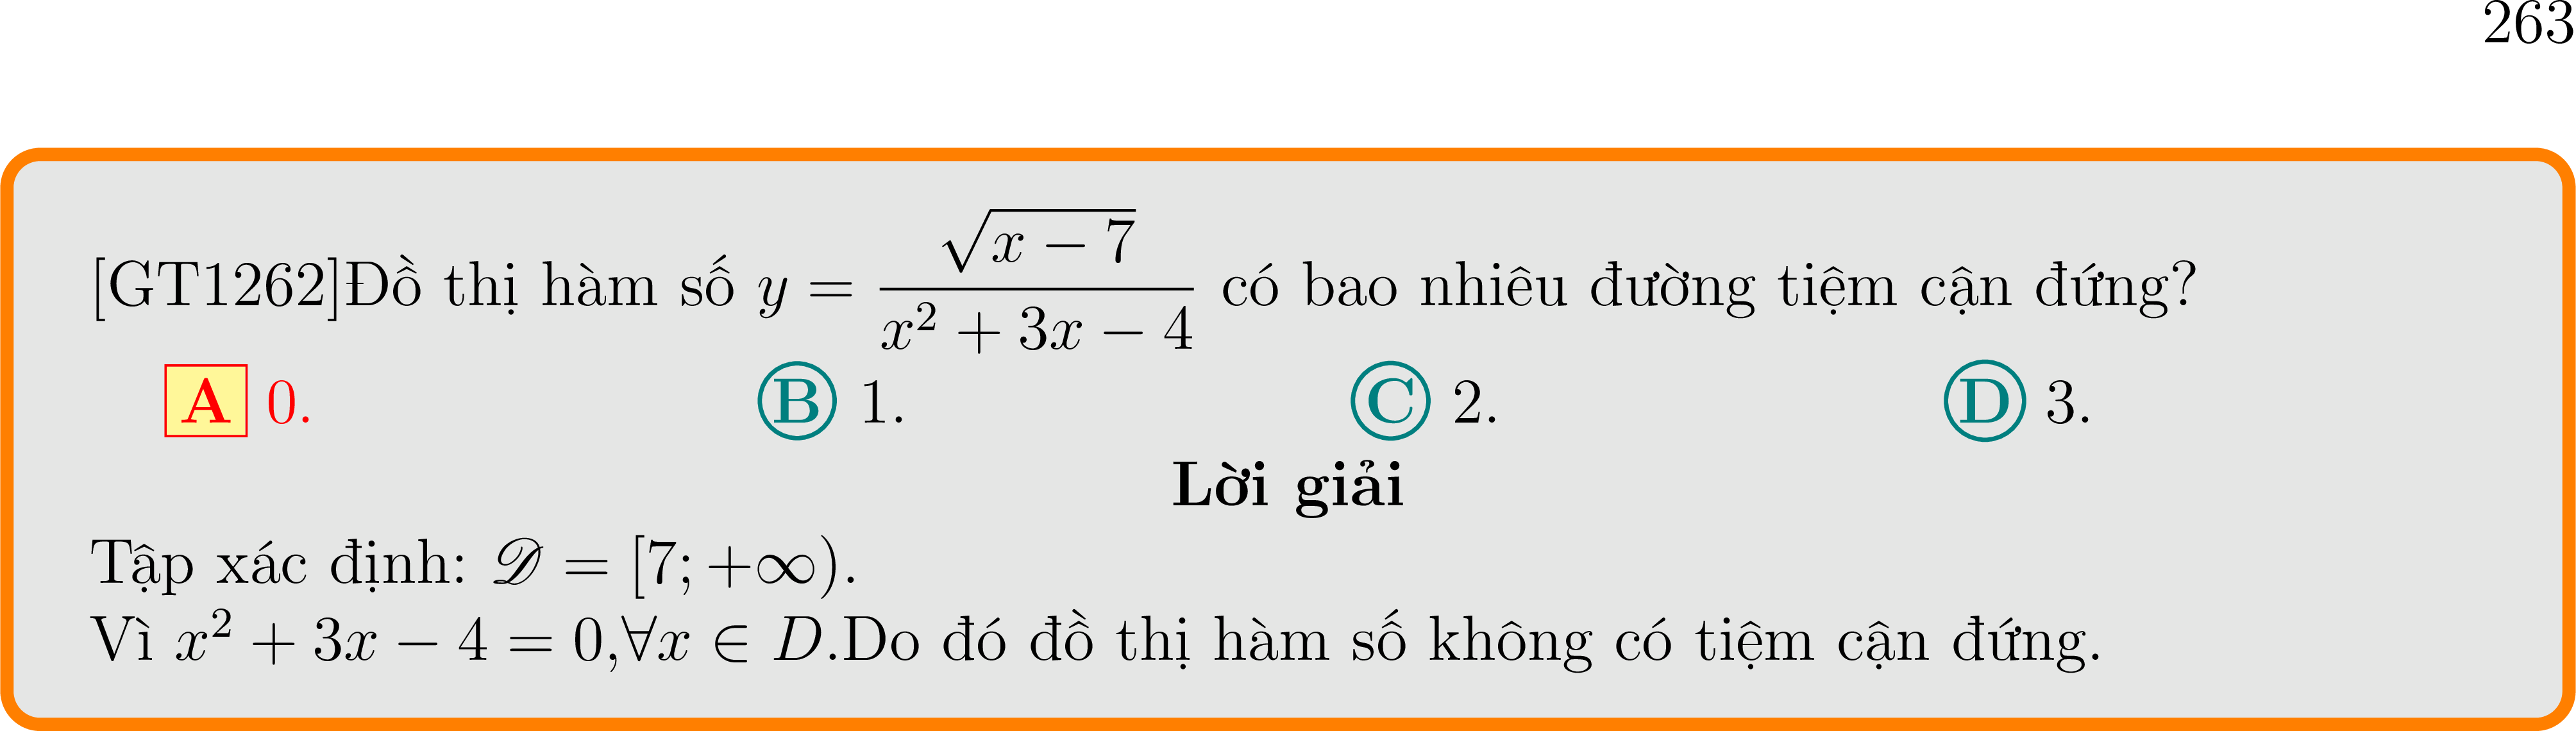 263
[GT1262]Đồ thị hàm số $y = \dfrac{\sqrt{x-7}}{x^2+3x-4}$ có bao nhiêu đường tiệm cận đứng?
A 0. B 1. C 2. D 3.
Lời giải
Tập xác định: $\mathscr{D} = [7; +\infty)$.
Vì $x^2 + 3x - 4 = 0$,$\forall x \in D$.Do đó đồ thị hàm số không có tiệm cận đứng.